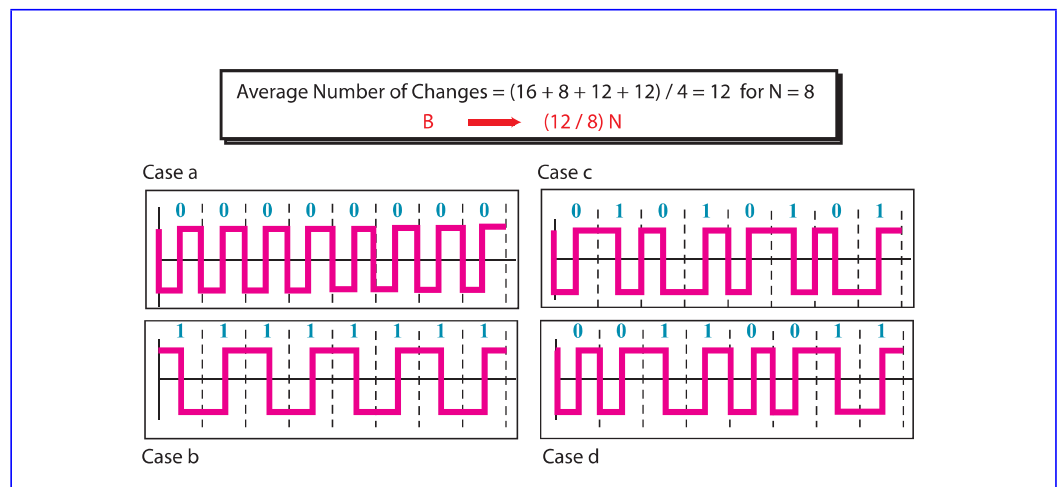 Average Number of Changes = (16 + 8 + 12 + 12) / 4 = 12 for N = 8
B (12 / 8) N
Case a
0 0 0 0 0 0 0 0
Case c
0 1 0 1 0 1 0 1
1 1 1 1 1 1 1 1
Case b
0 0 1 1 0 0 1 1
Case d